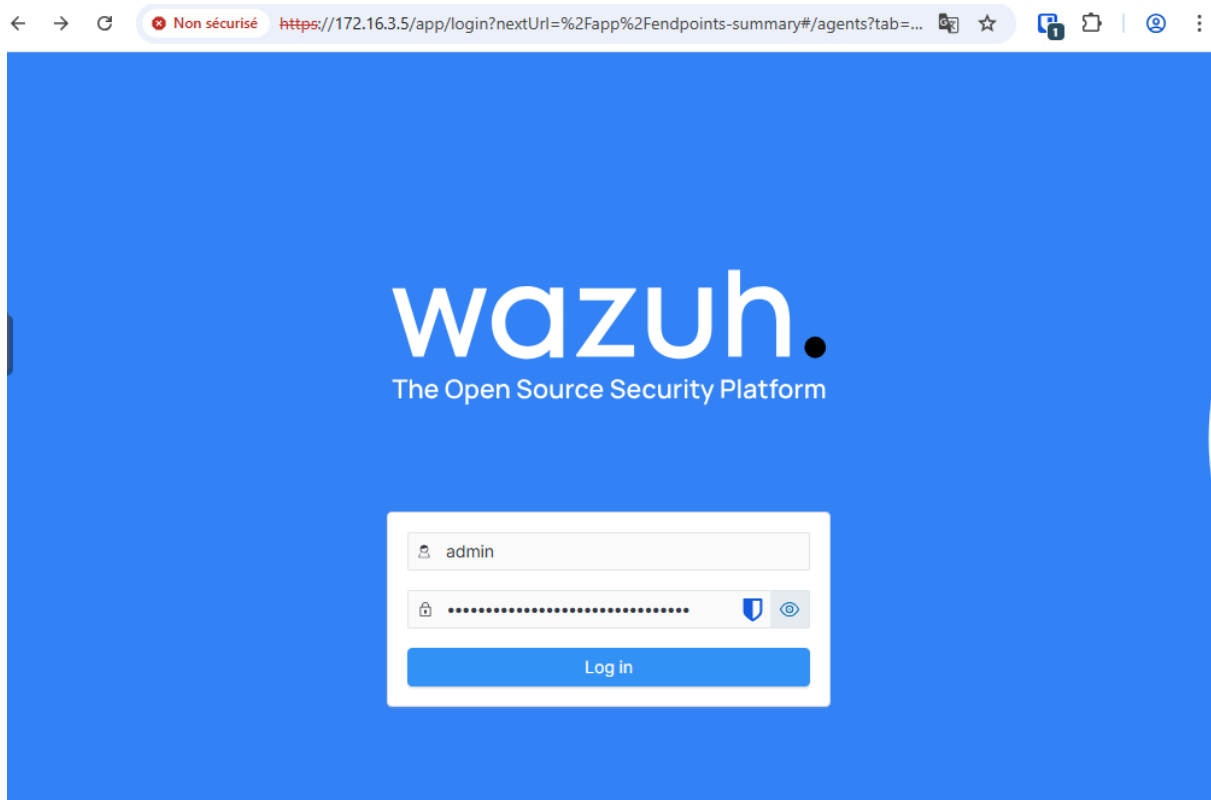 Non sécurisé https://172.16.3.5/app/login?nextUrl=%2Fapp%2Fendpoints-summary#/agents?tab=... 1
wazuh.
The Open Source Security Platform
admin
••••••••••••••••••••••••••••••••
Log in